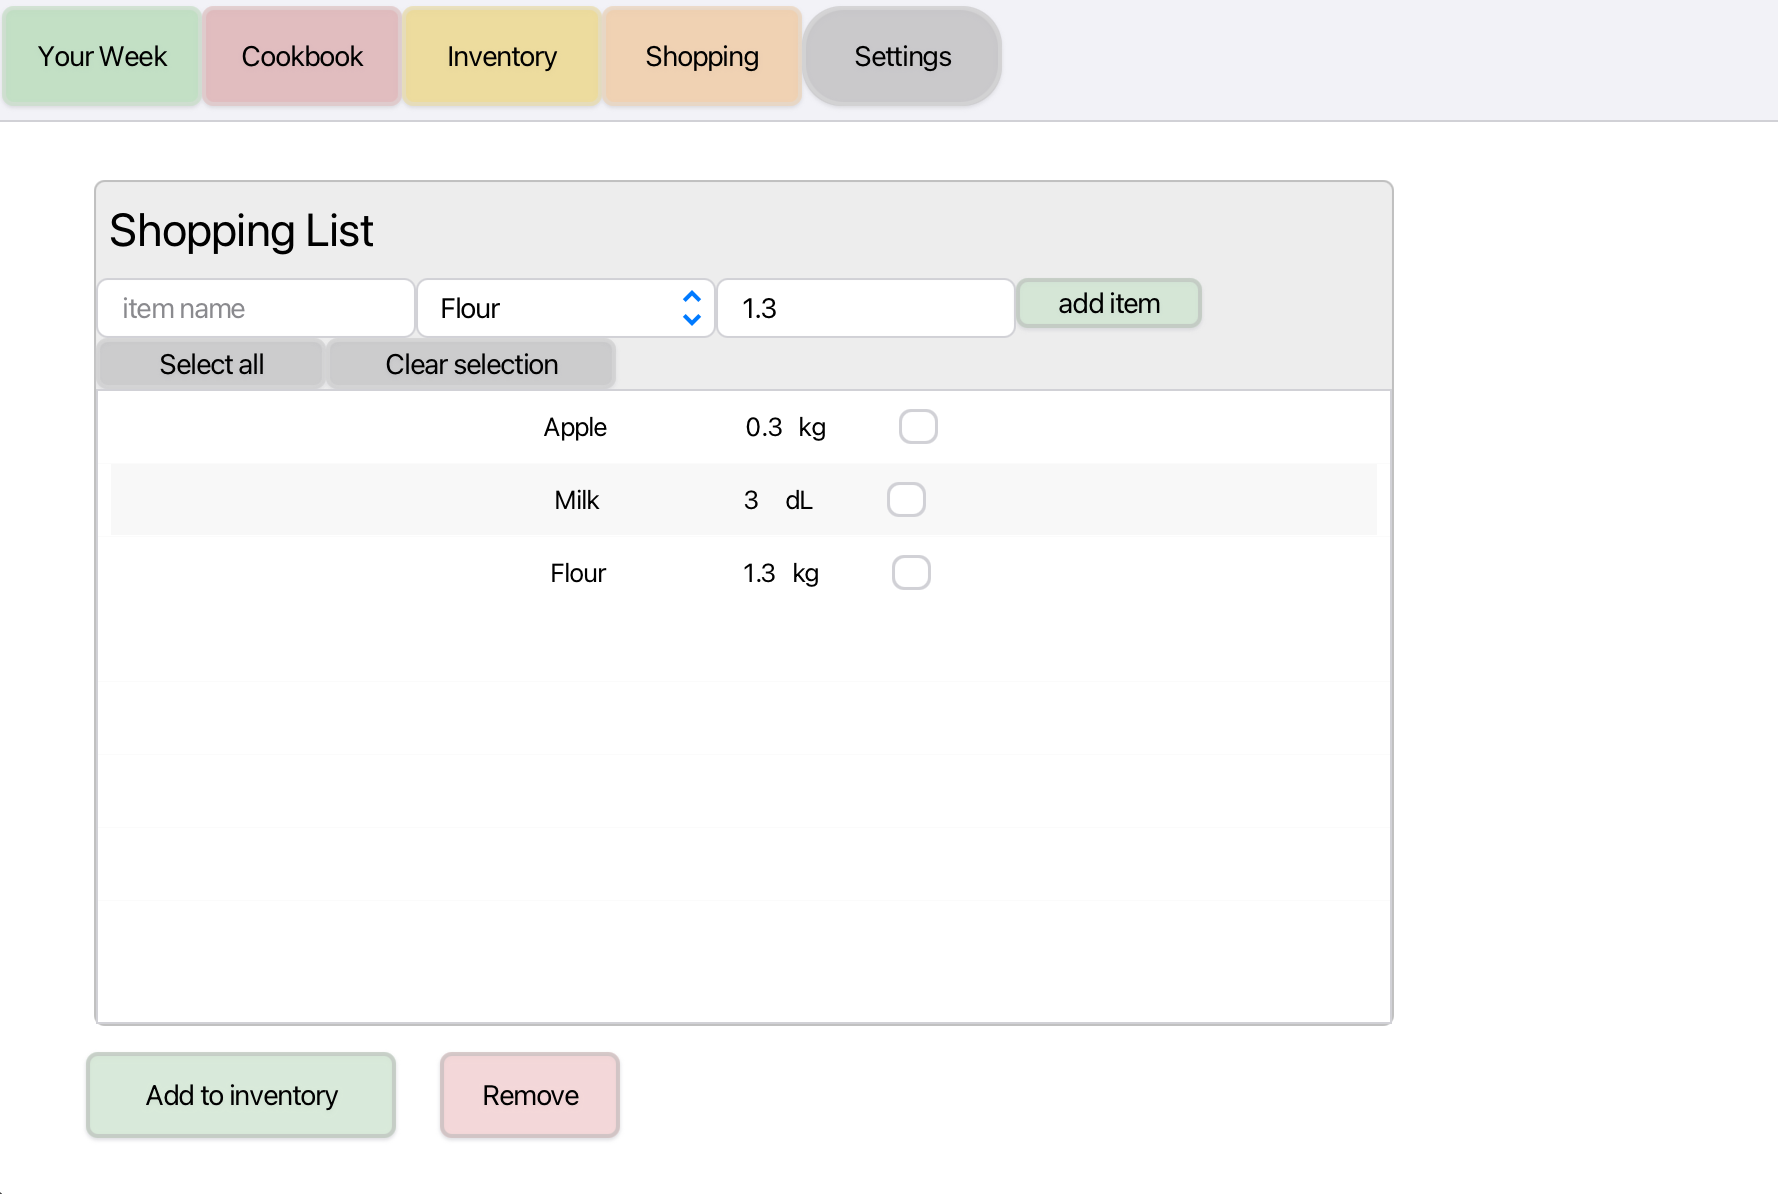 Your Week Cookbook Inventory Shopping Settings
Shopping List
item name Flour 1.3 add item
Select all Clear selection
Apple 0.3 kg
Milk 3 dL
Flour 1.3 kg
Add to inventory Remove